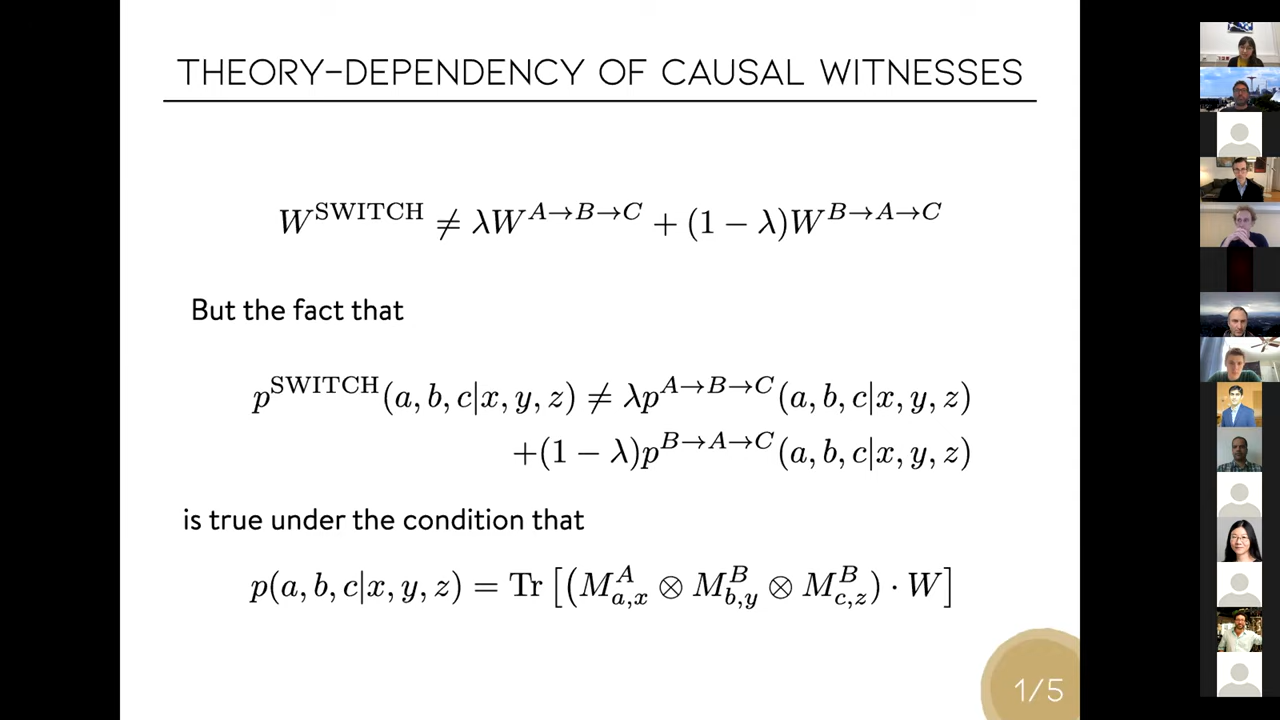 THEORY-DEPENDENCY OF CAUSAL WITNESSES
W^{SWITCH} ≠ λW^{A→B→C} + (1 − λ)W^{B→A→C}
But the fact that
p^{SWITCH}(a, b, c|x, y, z) ≠ λp^{A→B→C}(a, b, c|x, y, z)
+(1 − λ)p^{B→A→C}(a, b, c|x, y, z)
is true under the condition that
p(a, b, c|x, y, z) = Tr [(M^A_{a,x} ⊗ M^B_{b,y} ⊗ M^B_{c,z}) · W]
1/5